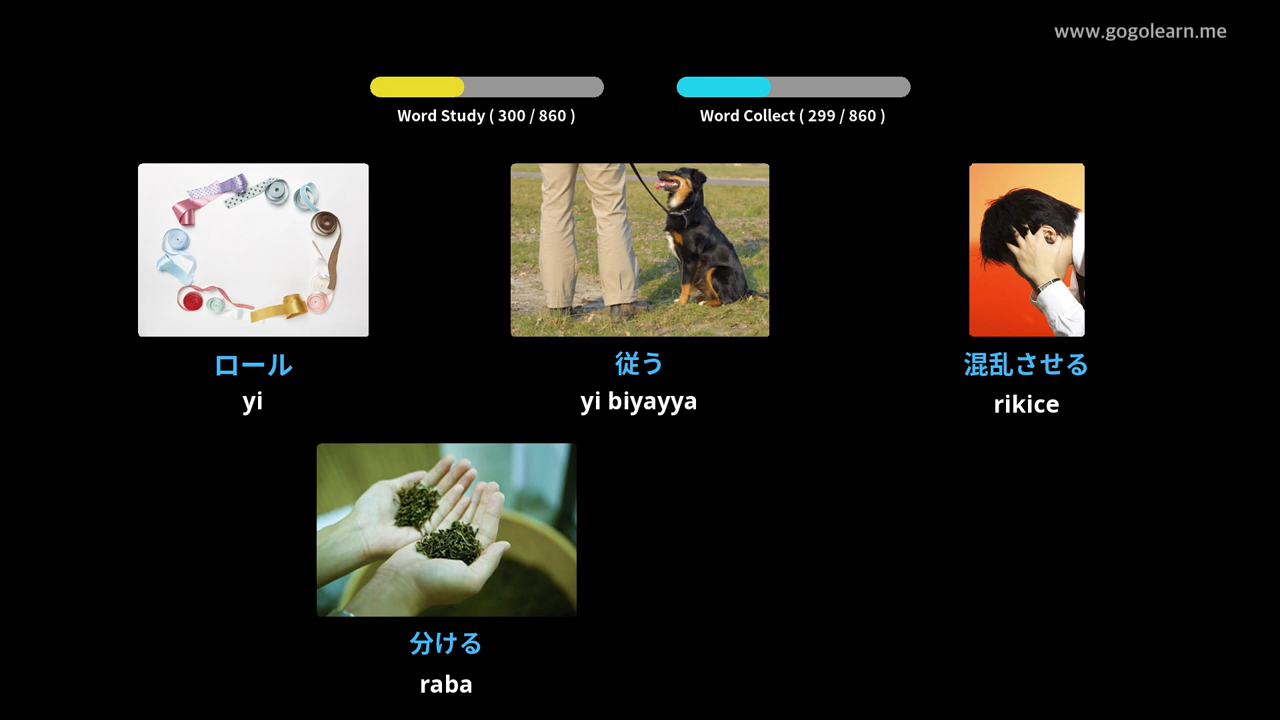 www.gogolearn.me
Word Study ( 300 / 860 )
Word Collect ( 299 / 860 )
ロール
yi
従う
yi biyayya
混乱させる
rikice
分ける
raba